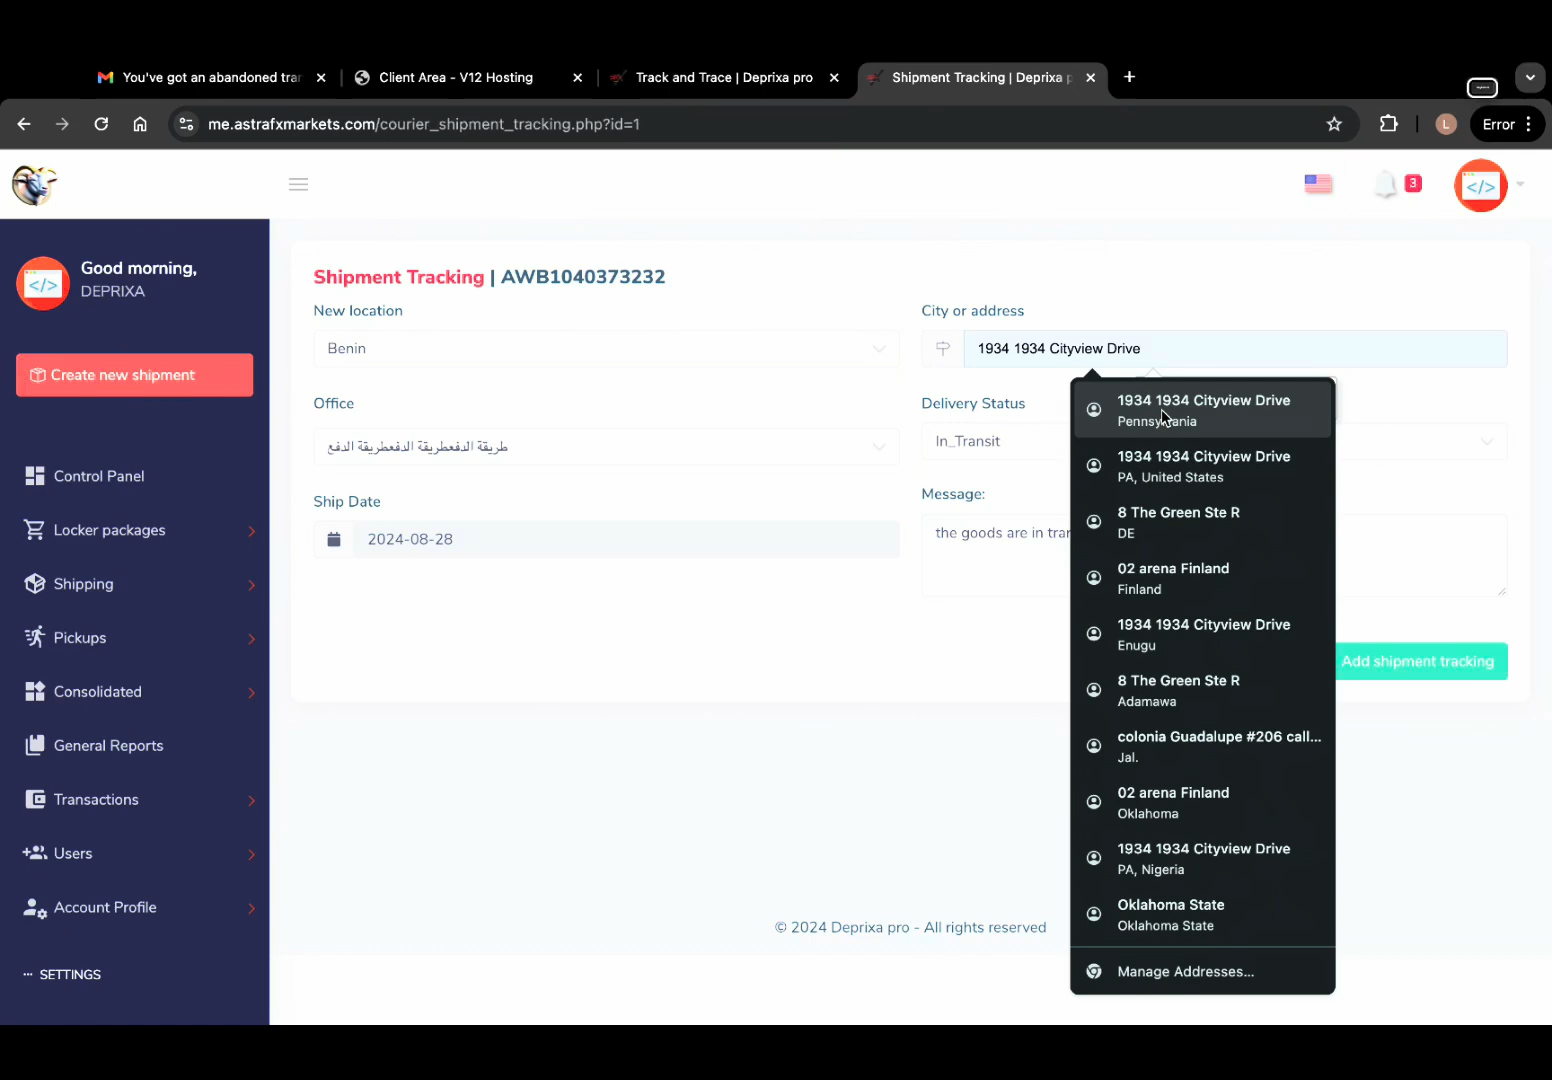 You've got an abandoned tra
Client Area - V12 Hosting
Track and Trace | Deprixa pro
Shipment Tracking | Deprixa p
me.astrafxmarkets.com/courier_shipment_tracking.php?id=1
L
Error
3
Good morning,
DEPRIXA
Create new shipment
Control Panel
Locker packages
Shipping
Pickups
Consolidated
General Reports
Transactions
Users
Account Profile
SETTINGS
Shipment Tracking | AWB1040373232
New location
Benin
Office
طريقة الدفعطريقة الدفعطريقة الدفع
Ship Date
2024-08-28
City or address
1934 1934 Cityview Drive
Delivery Status
In_Transit
Message:
the goods are in tran
1934 1934 Cityview Drive
Pennsylvania
1934 1934 Cityview Drive
PA, United States
8 The Green Ste R
DE
02 arena Finland
Finland
1934 1934 Cityview Drive
Enugu
8 The Green Ste R
Adamawa
colonia Guadalupe #206 call...
Jal.
02 arena Finland
Oklahoma
1934 1934 Cityview Drive
PA, Nigeria
Oklahoma State
Oklahoma State
Manage Addresses...
Add shipment tracking
© 2024 Deprixa pro - All rights reserved